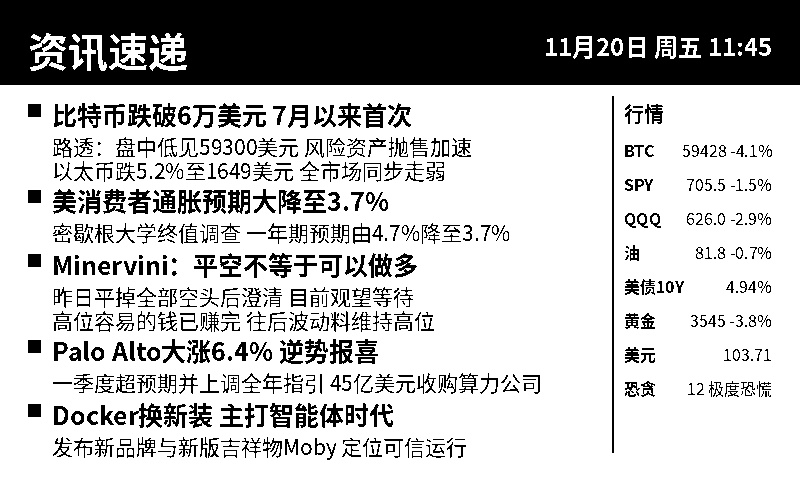 资讯速递
11月20日 周五 11:45
比特币跌破6万美元 7月以来首次
路透：盘中低见59300美元 风险资产抛售加速
以太币跌5.2%至1649美元 全市场同步走弱
美消费者通胀预期大降至3.7%
密歇根大学终值调查 一年期预期由4.7%降至3.7%
Minervini：平空不等于可以做多
昨日平掉全部空头后澄清 目前观望等待
高位容易的钱已赚完 往后波动料维持高位
Palo Alto大涨6.4% 逆势报喜
一季度超预期并上调全年指引 45亿美元收购算力公司
Docker换新装 主打智能体时代
发布新品牌与新版吉祥物Moby 定位可信运行
行情
BTC 59428 -4.1%
SPY 705.5 -1.5%
QQQ 626.0 -2.9%
油 81.8 -0.7%
美债10Y 4.94%
黄金 3545 -3.8%
美元 103.71
恐贪 12 极度恐慌